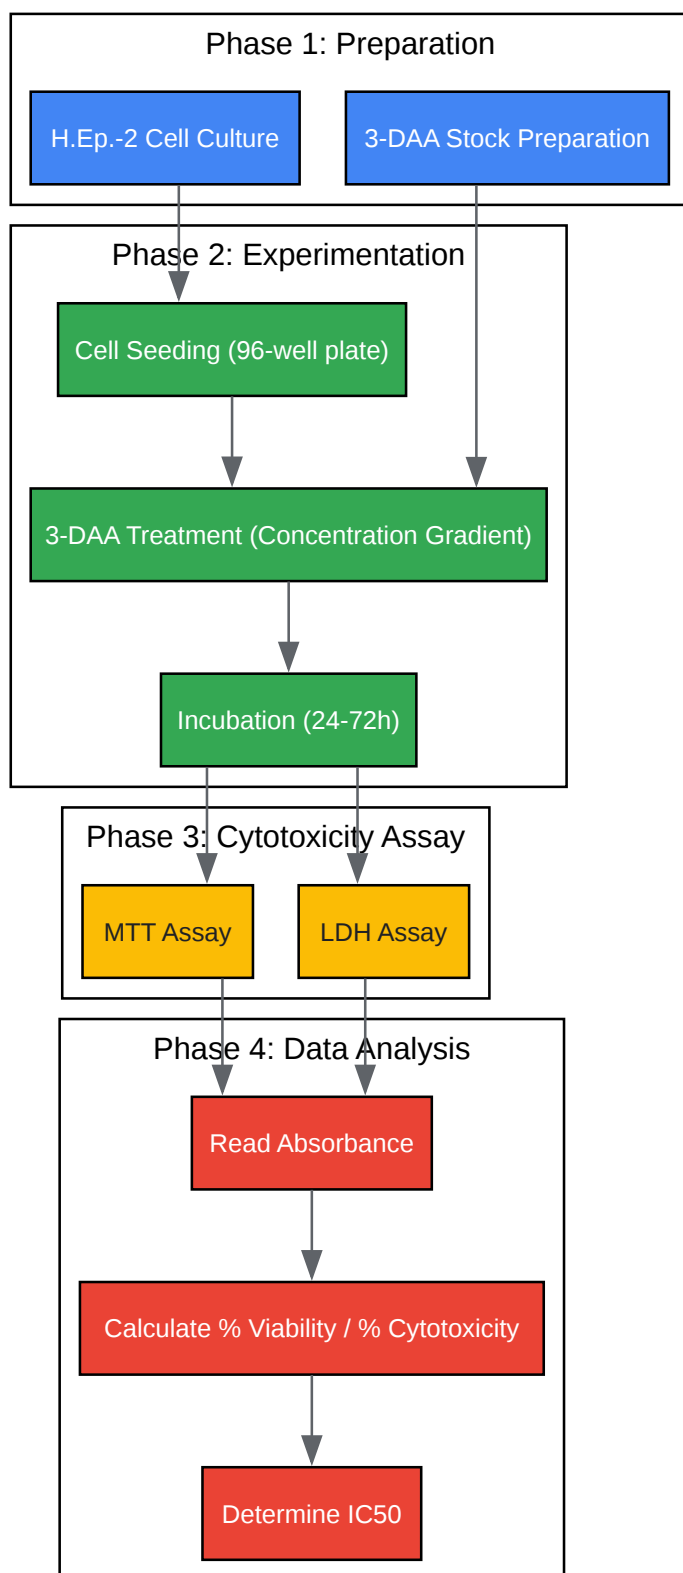 Phase 1: Preparation
H.Ep.-2 Cell Culture
3-DAA Stock Preparation
Phase 2: Experimentation
Cell Seeding (96-well plate)
3-DAA Treatment (Concentration Gradient)
Incubation (24-72h)
Phase 3: Cytotoxicity Assay
MTT Assay
LDH Assay
Phase 4: Data Analysis
Read Absorbance
Calculate % Viability / % Cytotoxicity
Determine IC50